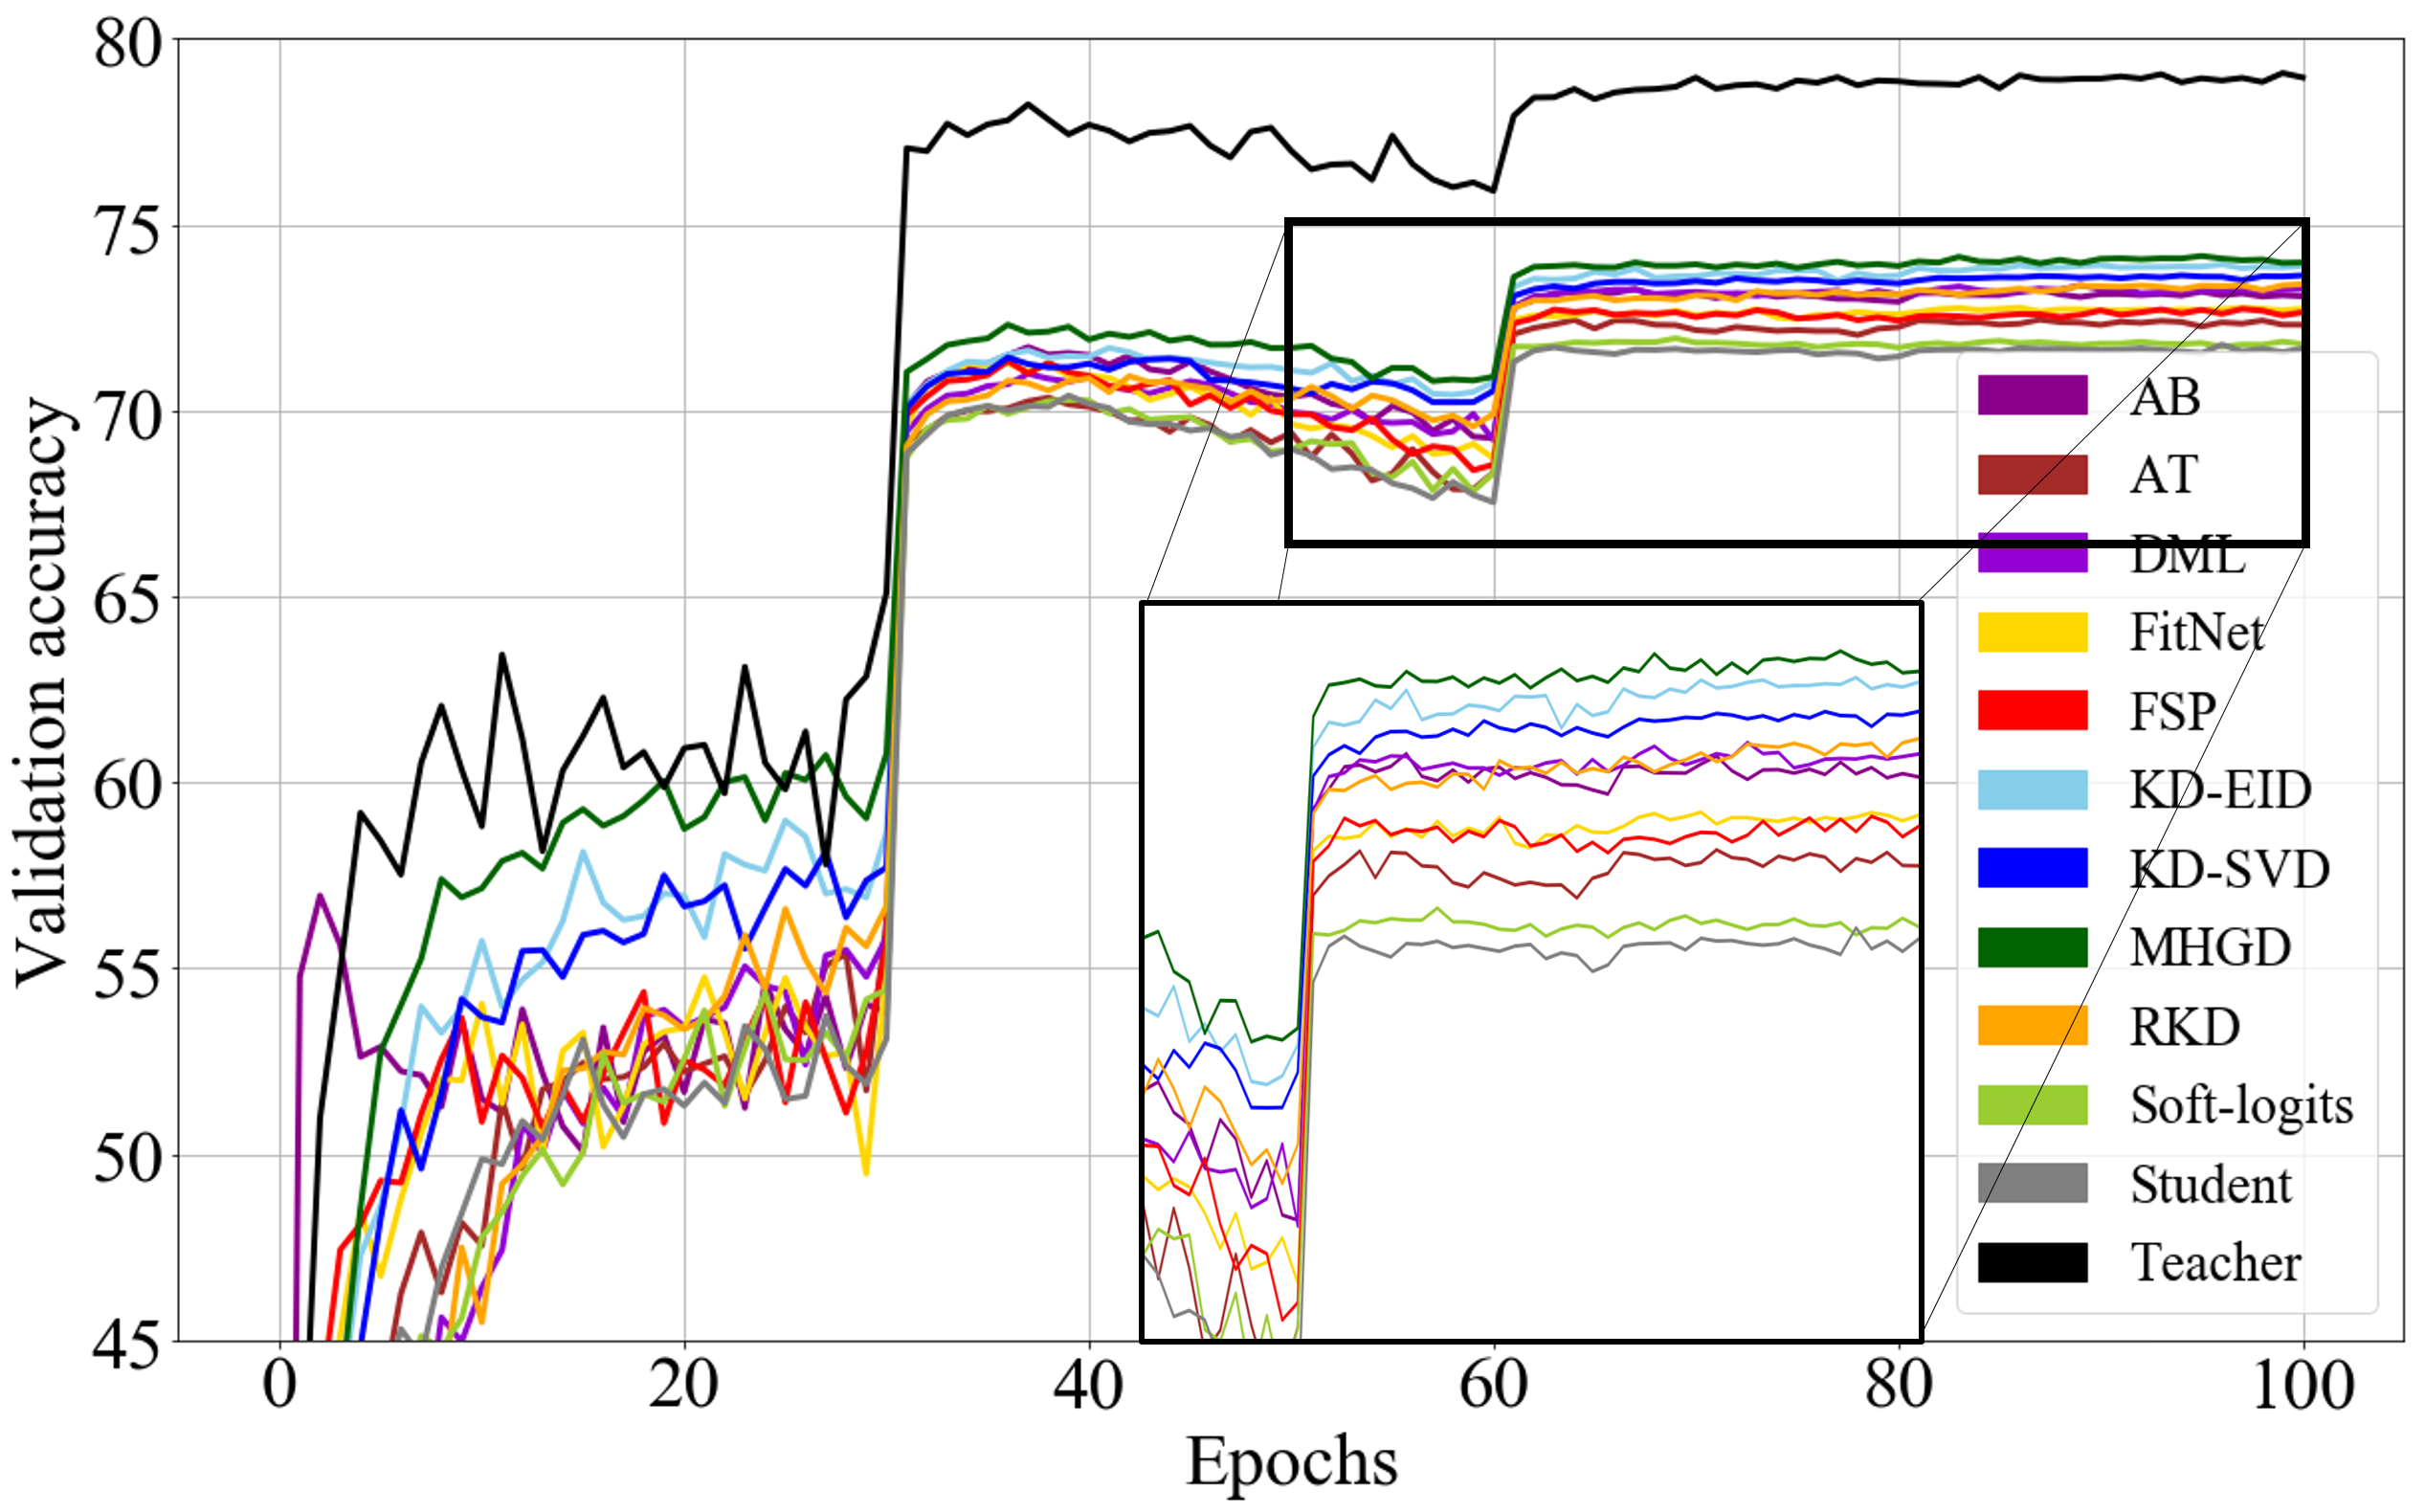 80
75
70
65
60
55
50
45
Validation accuracy
0 20 40 60 80 100
Epochs
AB
AT
DML
FitNet
FSP
KD-EID
KD-SVD
MHGD
RKD
Soft-logits
Student
Teacher